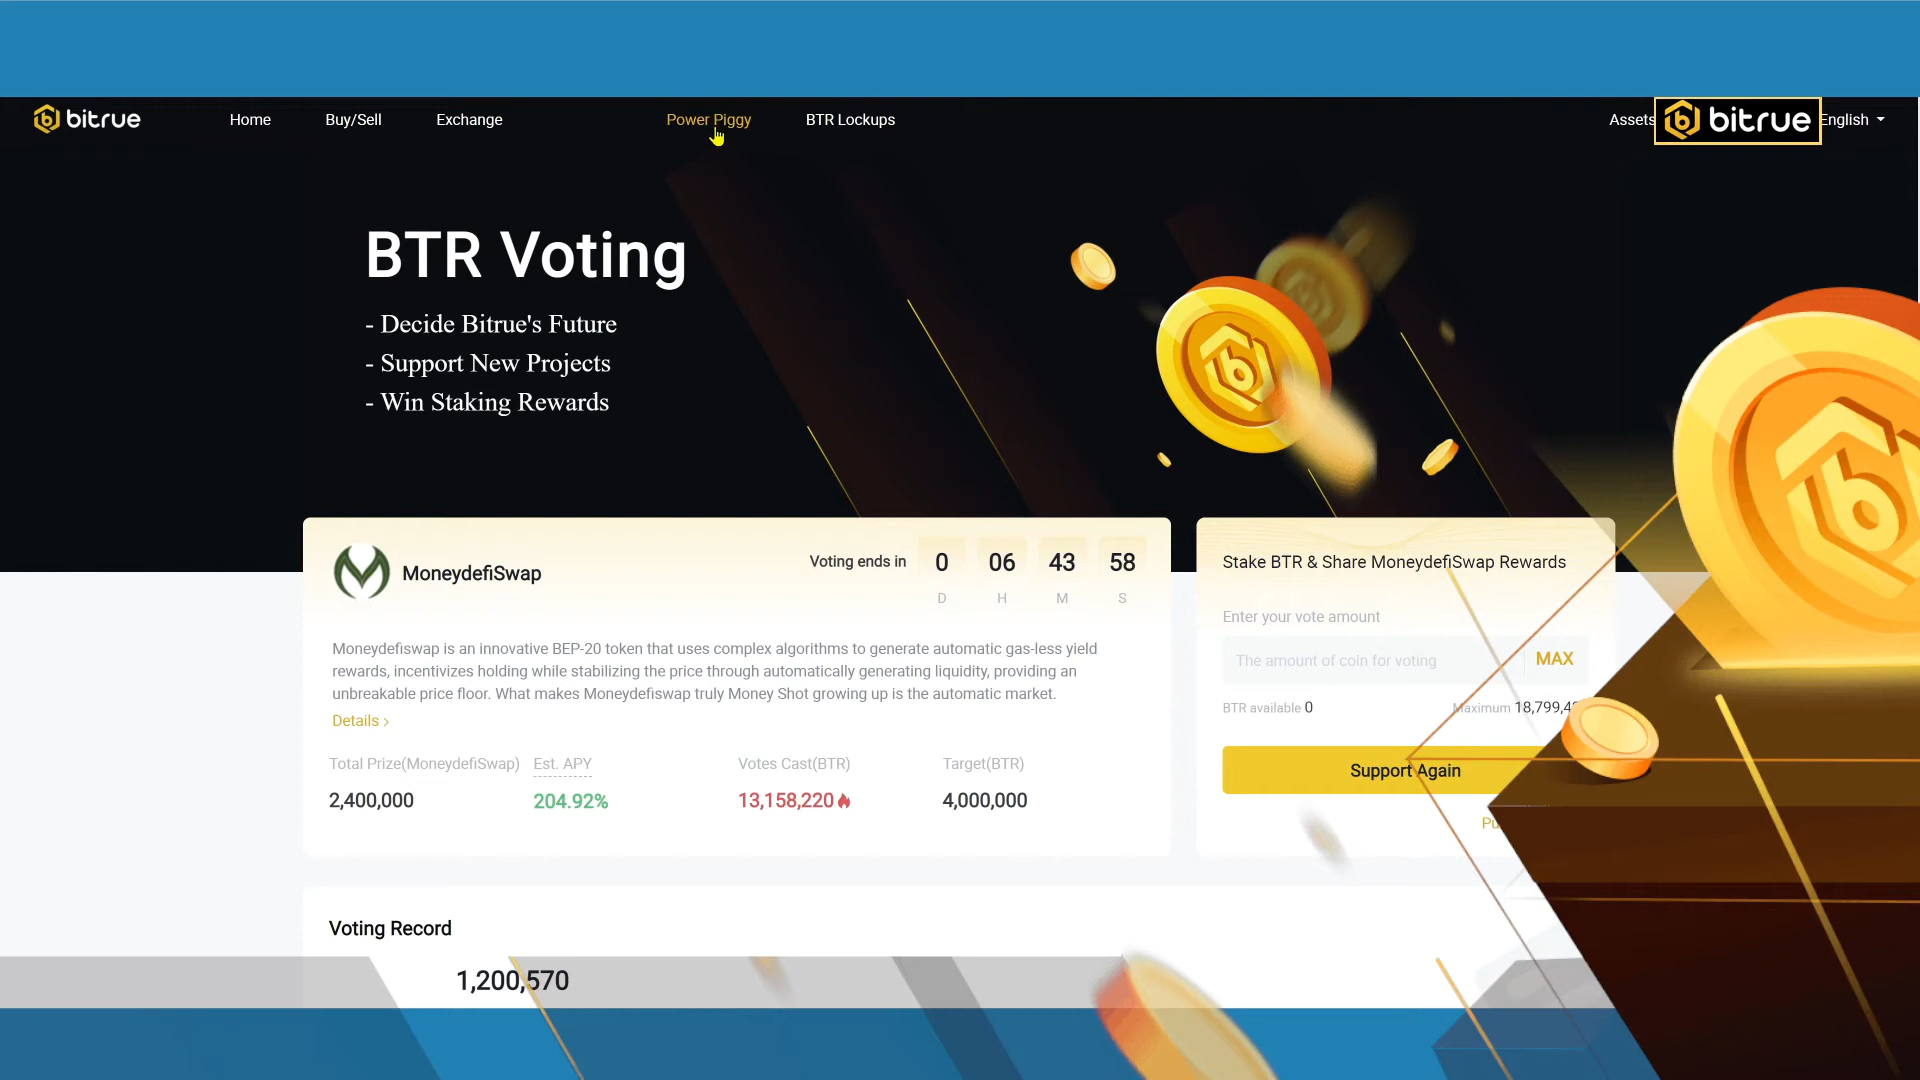 bitrue
Home
Buy/Sell
Exchange
Power Piggy
BTR Lockups
Assets
bitrue
English
BTR Voting
- Decide Bitrue's Future
- Support New Projects
- Win Staking Rewards
MoneydefiSwap
Voting ends in
0 06 43 58
D H M S
Moneydefiswap is an innovative BEP-20 token that uses complex algorithms to generate automatic gas-less yield
rewards, incentivizes holding while stabilizing the price through automatically generating liquidity, providing an
unbreakable price floor. What makes Moneydefiswap truly Money Shot growing up is the automatic market.
Details >
Total Prize(MoneydefiSwap) Est. APY Votes Cast(BTR) Target(BTR)
2,400,000 204.92% 13,158,220 4,000,000
Stake BTR & Share MoneydefiSwap Rewards
Enter your vote amount
The amount of coin for voting MAX
BTR available 0 Maximum
Support Again
Voting Record
1,200,570